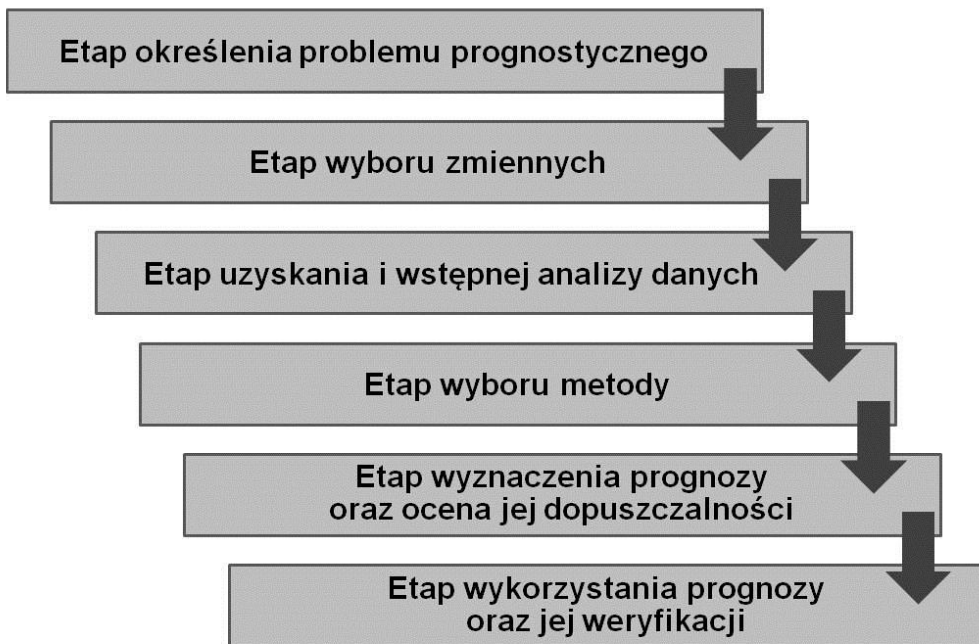 Etap określenia problemu prognostycznego
Etap wyboru zmiennych
Etap uzyskania i wstępnej analizy danych
Etap wyboru metody
Etap wyznaczenia prognozy
oraz ocena jej dopuszczalności
Etap wykorzystania prognozy
oraz jej weryfikacji